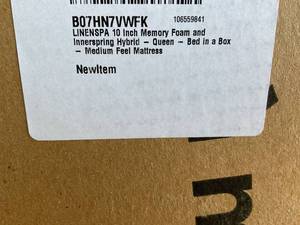 B07HN7VWFK 106559841
LINENSPA 10 Inch Memory Foam and
Innerspring Hybrid – Queen – Bed in a Box
– Medium Feel Mattress
NewItem